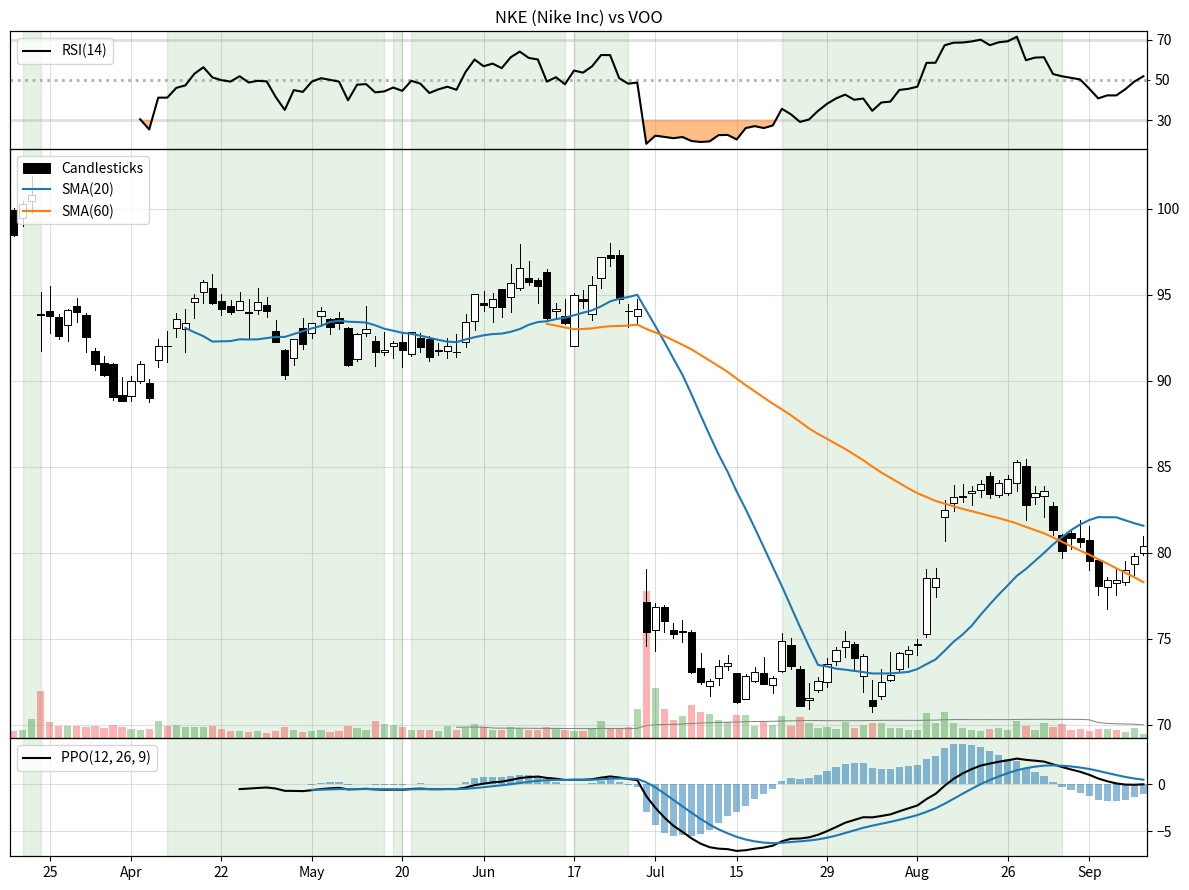 NKE (Nike Inc) vs VOO
RSI(14)
70
50
30
Candlesticks
SMA(20)
SMA(60)
100
95
90
85
80
75
70
PPO(12, 26, 9)
0
−5
25 Apr 22 May 20 Jun 17 Jul 15 29 Aug 26 Sep